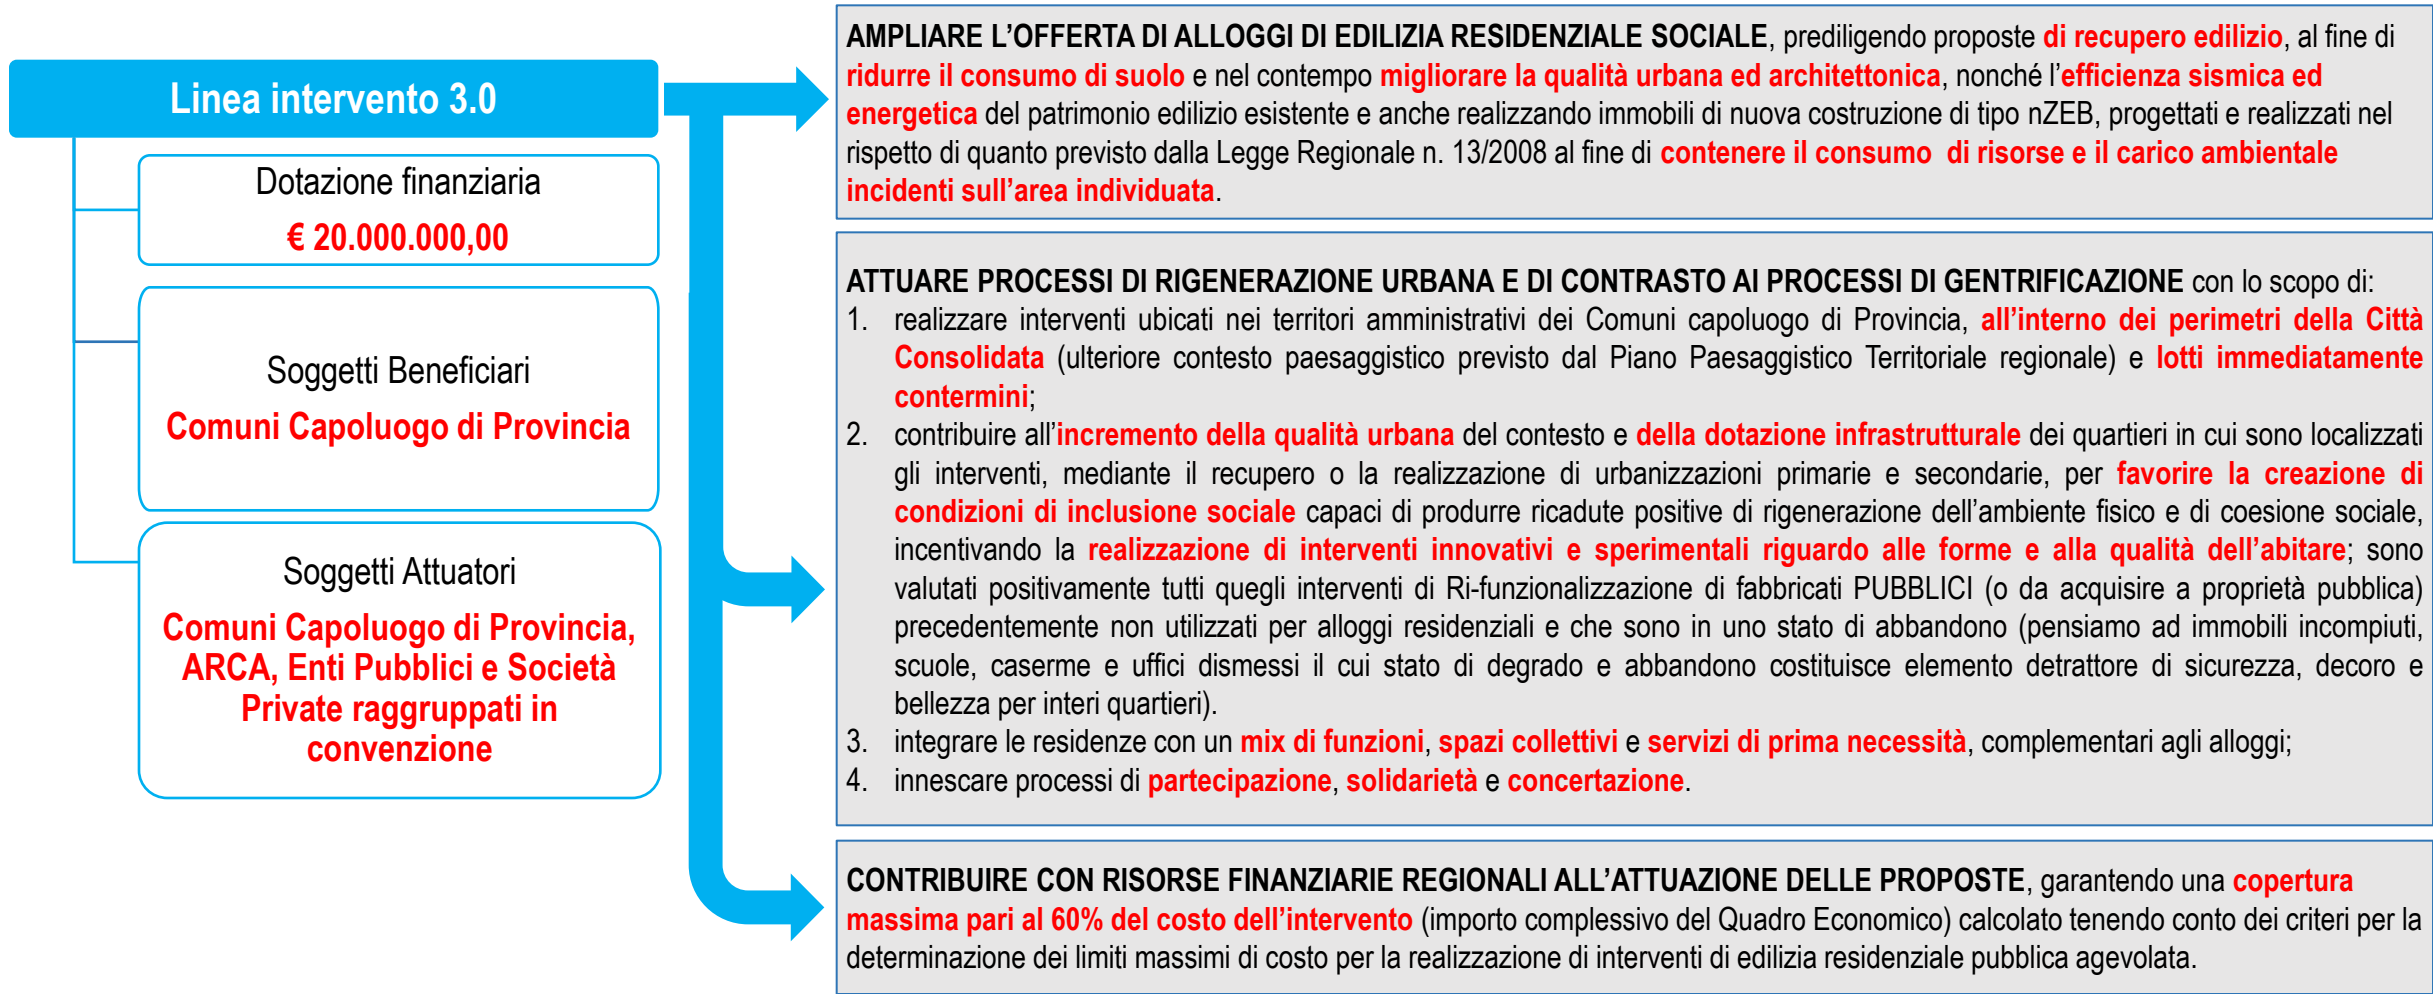 Linea intervento 3.0
Dotazione finanziaria
€ 20.000.000,00
Soggetti Beneficiari
Comuni Capoluogo di Provincia
Soggetti Attuatori
Comuni Capoluogo di Provincia,
ARCA, Enti Pubblici e Società
Private raggruppati in
convenzione
AMPLIARE L’OFFERTA DI ALLOGGI DI EDILIZIA RESIDENZIALE SOCIALE, prediligendo proposte di recupero edilizio, al fine di
ridurre il consumo di suolo e nel contempo migliorare la qualità urbana ed architettonica, nonché l’efficienza sismica ed
energetica del patrimonio edilizio esistente e anche realizzando immobili di nuova costruzione di tipo nZEB, progettati e realizzati nel
rispetto di quanto previsto dalla Legge Regionale n. 13/2008 al fine di contenere il consumo di risorse e il carico ambientale
incidenti sull’area individuata.
ATTUARE PROCESSI DI RIGENERAZIONE URBANA E DI CONTRASTO AI PROCESSI DI GENTRIFICAZIONE con lo scopo di:
1. realizzare interventi ubicati nei territori amministrativi dei Comuni capoluogo di Provincia, all’interno dei perimetri della Città
Consolidata (ulteriore contesto paesaggistico previsto dal Piano Paesaggistico Territoriale regionale) e lotti immediatamente
contermini;
2. contribuire all’incremento della qualità urbana del contesto e della dotazione infrastrutturale dei quartieri in cui sono localizzati
gli interventi, mediante il recupero o la realizzazione di urbanizzazioni primarie e secondarie, per favorire la creazione di
condizioni di inclusione sociale capaci di produrre ricadute positive di rigenerazione dell’ambiente fisico e di coesione sociale,
incentivando la realizzazione di interventi innovativi e sperimentali riguardo alle forme e alla qualità dell’abitare; sono
valutati positivamente tutti quegli interventi di Ri-funzionalizzazione di fabbricati PUBBLICI (o da acquisire a proprietà pubblica)
precedentemente non utilizzati per alloggi residenziali e che sono in uno stato di abbandono (pensiamo ad immobili incompiuti,
scuole, caserme e uffici dismessi il cui stato di degrado e abbandono costituisce elemento detrattore di sicurezza, decoro e
bellezza per interi quartieri).
3. integrare le residenze con un mix di funzioni, spazi collettivi e servizi di prima necessità, complementari agli alloggi;
4. innescare processi di partecipazione, solidarietà e concertazione.
CONTRIBUIRE CON RISORSE FINANZIARIE REGIONALI ALL’ATTUAZIONE DELLE PROPOSTE, garantendo una copertura
massima pari al 60% del costo dell’intervento (importo complessivo del Quadro Economico) calcolato tenendo conto dei criteri per la
determinazione dei limiti massimi di costo per la realizzazione di interventi di edilizia residenziale pubblica agevolata.